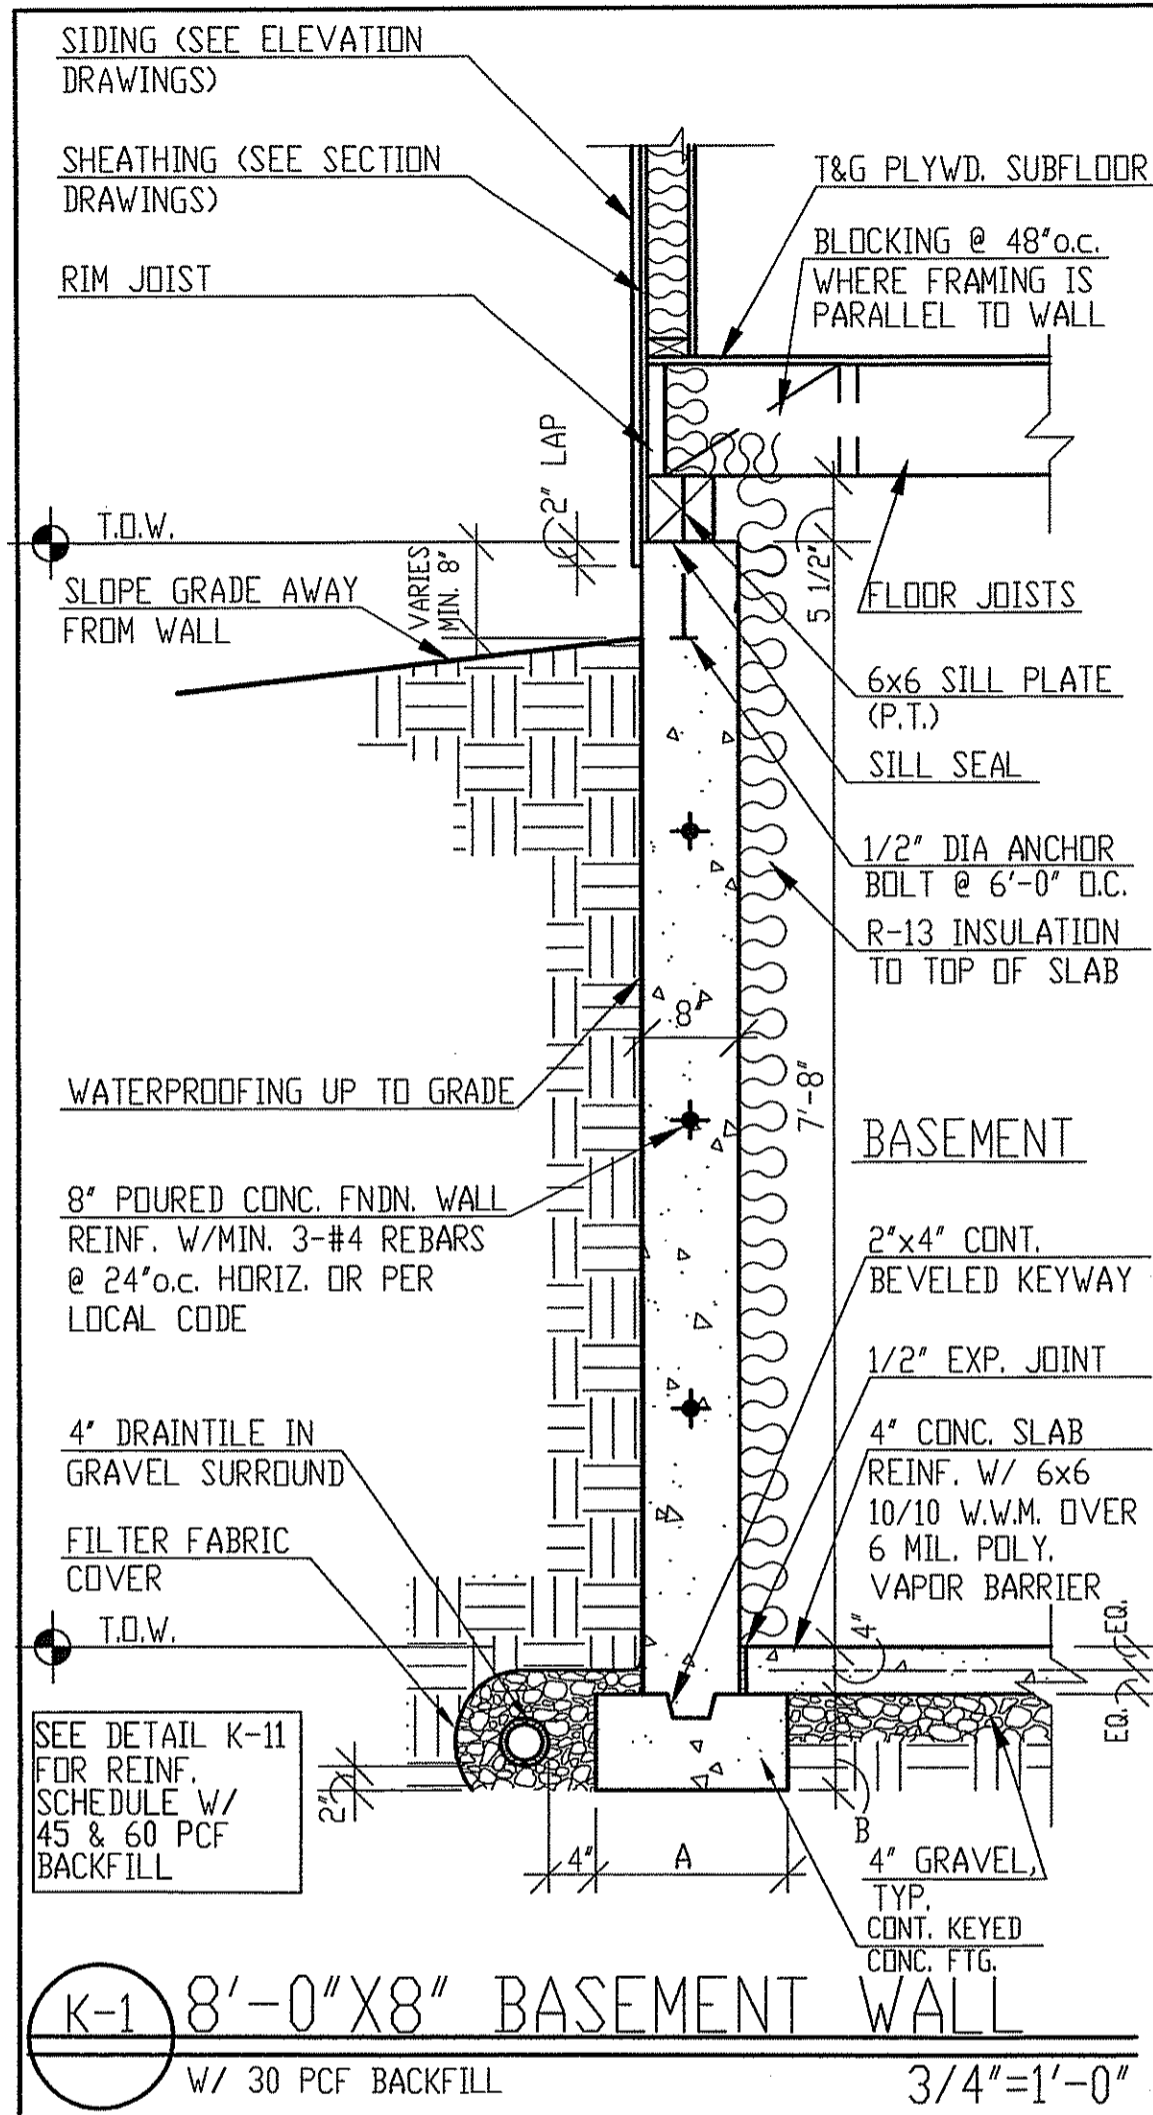 SIDING (SEE ELEVATION
DRAWINGS)
SHEATHING (SEE SECTION
DRAWINGS)
RIM JOIST
T&G PLYWD. SUBFLOOR
BLOCKING @ 48"o.c.
WHERE FRAMING IS
PARALLEL TO WALL
2" LAP
T.O.W.
VARIES
MIN. 8"
SLOPE GRADE AWAY
FROM WALL
5 1/2"
FLOOR JOISTS
6x6 SILL PLATE
(P.T.)
SILL SEAL
1/2" DIA ANCHOR
BOLT @ 6'-0" O.C.
R-13 INSULATION
TO TOP OF SLAB
8"
7'-8"
WATERPROOFING UP TO GRADE
BASEMENT
8" POURED CONC. FNDN. WALL
REINF. W/MIN. 3-#4 REBARS
@ 24"o.c. HORIZ. OR PER
LOCAL CODE
2"x4" CONT.
BEVELED KEYWAY
1/2" EXP. JOINT
4" DRAINTILE IN
GRAVEL SURROUND
4" CONC. SLAB
REINF. W/ 6x6
10/10 W.W.M. OVER
6 MIL. POLY.
VAPOR BARRIER
FILTER FABRIC
COVER
T.O.W.
4"
EQ.
EQ.
SEE DETAIL K-11
FOR REINF.
SCHEDULE W/
45 & 60 PCF
BACKFILL
2"
4"
A
B
4" GRAVEL,
TYP.
CONT. KEYED
CONC. FTG.
K-1
8'-0"X8" BASEMENT WALL
W/ 30 PCF BACKFILL
3/4"=1'-0"